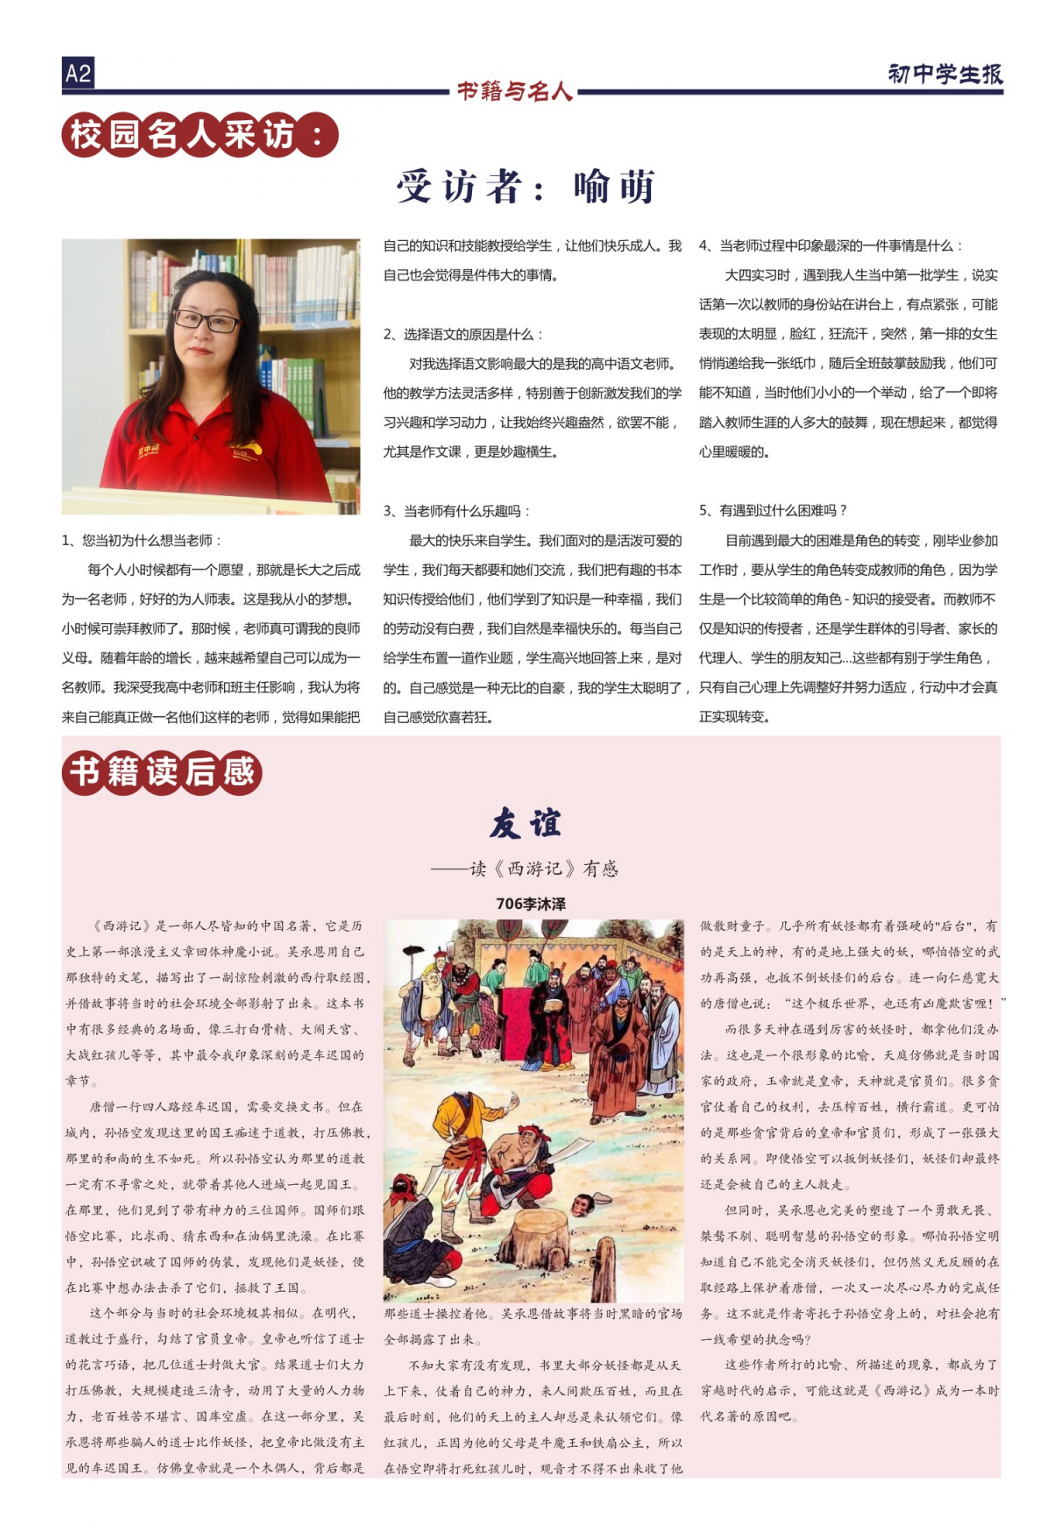 A2
书籍与名人
初中学生报
校园名人采访：
受访者：喻萌
1、您当初为什么想当老师：
每个人小时候都有一个愿望，那就是长大之后成
为一名老师，好好的为人师表。这是我从小的梦想。
小时候可崇拜教师了。那时候，老师真可谓我的良师
义母。随着年龄的增长，越来越希望自己可以成为一
名教师。我深受我高中老师和班主任影响，我认为将
来自己能真正做一名他们这样的老师，觉得如果能把
自己的知识和技能教授给学生，让他们快乐成人。我
自己也会觉得是件伟大的事情。
2、选择语文的原因是什么：
对我选择语文影响最大的是我的高中语文老师。
他的教学方法灵活多样，特别善于创新激发我们的学
习兴趣和学习动力，让我始终兴趣盎然，欲罢不能，
尤其是作文课，更是妙趣横生。
3、当老师有什么乐趣吗：
最大的快乐来自学生。我们面对的是活泼可爱的
学生，我们每天都要和她们交流，我们把有趣的书本
知识传授给他们，他们学到了知识是一种幸福，我们
的劳动没有白费，我们自然是幸福快乐的。每当自己
给学生布置一道作业题，学生高兴地回答上来，是对
的。自己感觉是一种无比的自豪，我的学生太聪明了，
自己感觉欣喜若狂。
4、当老师过程中印象最深的一件事情是什么：
大四实习时，遇到我人生当中第一批学生，说实
话第一次以教师的身份站在讲台上，有点紧张，可能
表现的太明显，脸红，狂流汗，突然，第一排的女生
悄悄递给我一张纸巾，随后全班鼓掌鼓励我，他们可
能不知道，当时他们小小的一个举动，给了一个即将
踏入教师生涯的人多大的鼓舞，现在想起来，都觉得
心里暖暖的。
5、有遇到过什么困难吗？
目前遇到最大的困难是角色的转变，刚毕业参加
工作时，要从学生的角色转变成教师的角色，因为学
生是一个比较简单的角色-知识的接受者。而教师不
仅是知识的传授者，还是学生群体的引导者、家长的
代理人、学生的朋友知己...这些都有别于学生角色，
只有自己心理上先调整好并努力适应，行动中才会真
正实现转变。
书籍读后感
友谊
——读《西游记》有感
706李沐泽
《西游记》是一部人尽皆知的中国名著，它是历
史上第一部浪漫主义章回体神魔小说。吴承恩用自己
那独特的文笔，描写出了一副惊险刺激的西行取经图，
并借故事将当时的社会环境全部影射了出来。这本书
中有很多经典的名场面，像三打白骨精、大闹天宫、
大战红孩儿等等，其中最令我印象深刻的是车迟国的
章节。
唐僧一行四人路经车迟国，需要交换文书。但在
城内，孙悟空发现这里的国王痴迷于道教，打压佛教，
那里的和尚的生不如死。所以孙悟空认为那里的道教
一定有不寻常之处，就带着其他人进城一起见国王。
在那里，他们见到了带有神力的三位国师。国师们跟
悟空比赛，比求雨、猜东西和在油锅里洗澡。在比赛
中，孙悟空识破了国师的伪装，发现他们是妖怪，便
在比赛中想办法击杀了它们，拯救了王国。
这个部分与当时的社会环境极其相似。在明代，
道教过于盛行，勾结了官员皇帝。皇帝也听信了道士
的花言巧语，把几位道士封做大官。结果道士们大力
打压佛教，大规模建造三清寺，动用了大量的人力物
力，老百姓苦不堪言、国库空虚。在这一部分里，吴
承恩将那些骗人的道士比作妖怪，把皇帝比做没有主
见的车迟国王。仿佛皇帝就是一个木偶人，背后都是
那些道士操控着他。吴承恩借故事将当时黑暗的官场
全部揭露了出来。
不知大家有没有发现，书里大部分妖怪都是从天
上下来，仗着自己的神力，来人间欺压百姓，而且在
最后时刻，他们的天上的主人却总是来认领它们。像
红孩儿，正因为他的父母是牛魔王和铁扇公主，所以
在悟空即将打死红孩儿时，观音才不得不出来收了他
做散财童子。几乎所有妖怪都有着强硬的"后台"，有
的是天上的神，有的是地上强大的妖，哪怕悟空的武
功再高强，也扳不倒妖怪们的后台。连一向仁慈宽大
的唐僧也说：“这个极乐世界，也还有凶魔欺害喱！”
而很多天神在遇到厉害的妖怪时，都拿他们没办
法。这也是一个很形象的比喻，天庭仿佛就是当时国
家的政府，玉帝就是皇帝，天神就是官员们。很多贪
官仗着自己的权利，去压榨百姓，横行霸道。更可怕
的是那些贪官背后的皇帝和官员们，形成了一张强大
的关系网。即便悟空可以扳倒妖怪们，妖怪们却最终
还是会被自己的主人救走。
但同时，吴承恩也完美的塑造了一个勇敢无畏、
桀骜不驯、聪明智慧的孙悟空的形象。哪怕孙悟空明
知道自己不能完全消灭妖怪们，但仍然义无反顾的在
取经路上保护着唐僧，一次又一次尽心尽力的完成任
务。这不就是作者寄托于孙悟空身上的，对社会抱有
一线希望的执念吗？
这些作者所打的比喻、所描述的现象，都成为了
穿越时代的启示，可能这就是《西游记》成为一本时
代名著的原因吧。